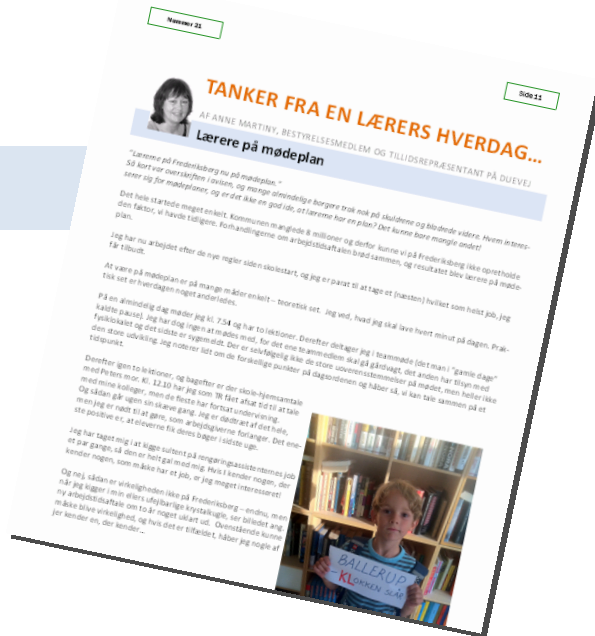 Nummer 21
Side 11
TANKER FRA EN LÆRERS HVERDAG...
AF ANNE MARTINY, BESTYRELSESMEDLEM OG TILLIDSREPRÆSENTANT PÅ DUEVEJ
Lærere på mødeplan
"Lærerne på Frederiksberg nu på mødeplan."
Så kort var overskriften i avisen, og mange almindelige borgere trak nok på skuldrene og bladrede videre. Hvem interes-
serer sig for mødeplaner, og er det ikke en god ide, at lærerne har en plan? Det kunne bare mangle andet!
Det hele startede meget enkelt. Kommunen manglede 8 millioner og derfor kunne vi på Frederiksberg ikke opretholde
den faktor, vi havde tidligere. Forhandlingerne om arbejdstidsaftalen brød sammen, og resultatet blev lærere på møde-
plan.
Jeg har nu arbejdet efter de nye regler siden skolestart, og jeg er parat til at tage et (næsten) hvilket som helst job, jeg
får tilbudt.
At være på mødeplan er på mange måder enkelt – teoretisk set. Jeg ved, hvad jeg skal lave hvert minut på dagen. Prak-
tisk set er hverdagen noget anderledes.
På en almindelig dag møder jeg kl. 7.54 og har to lektioner. Derefter deltager jeg i teammøde (det man i "gamle dage"
kaldte pause). Jeg har dog ingen at mødes med, for det ene teammedlem skal gå gårdvagt, det anden har tilsyn med
fysiklokalet og det sidste er sygemeldt. Der er selvfølgelig ikke de store uoverensstemmelser på mødet, men heller ikke
den store udvikling. Jeg noterer lidt om de forskellige punkter på dagsordenen og håber så, vi kan tale sammen på et
tidspunkt.
Derefter igen to lektioner, og bagefter er der skole-hjemsamtale
med Peters mor. Kl. 12.10 har jeg som TR fået afsat tid til at tale
med mine kolleger, men de fleste har fortsat undervisning.
Og sådan går ugen sin skæve gang. Jeg er dødtræt af det hele,
men jeg er nødt til at gøre, som arbejdsgiverne forlanger. Det ene-
ste positive er, at eleverne fik deres bøger i sidste uge.
Jeg har taget mig i at kigge sultent på rengøringsassistenternes job
et par gange, så den er helt gal med mig. Hvis I kender nogen, der
kender nogen, som måske har et job, er jeg meget interesseret!
Og nej, sådan er virkeligheden ikke på Frederiksberg – endnu, men
når jeg kigger i min ellers ufejlbarlige krystalkugle, ser billedet ang.
ny arbejdstidsaftale om to år noget uklart ud. Ovenstående kunne
måske blive virkelighed, og hvis det er tilfældet, håber jeg nogle af
jer kender en, der kender...
BALLERUP
– KLOKKEN SLÅR